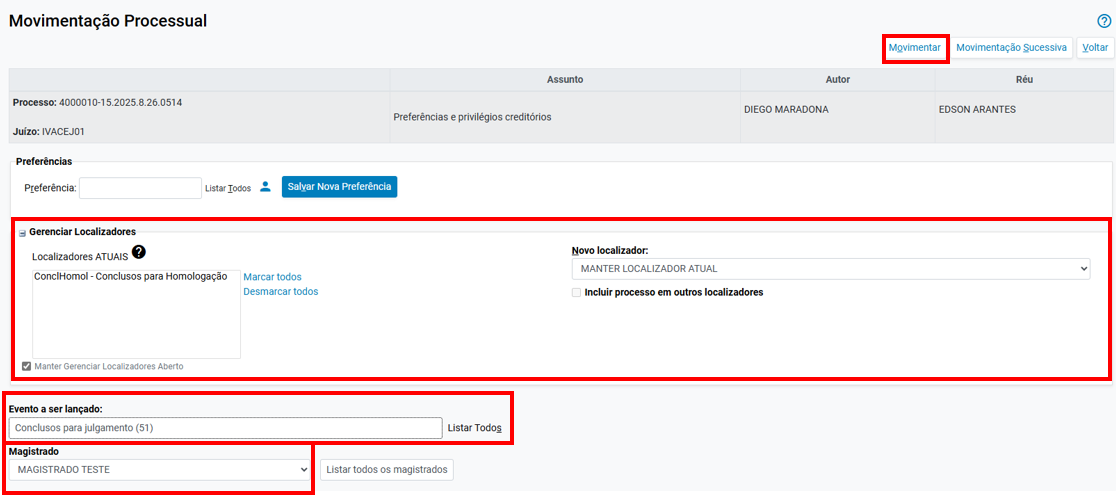 Movimentação Processual
?
Movimentar Movimentação Sucessiva Voltar
Assunto Autor Réu
Processo: 4000010-15.2025.8.26.0514
Juízo: IVACEJ01
Preferências e privilégios creditórios
DIEGO MARADONA
EDSON ARANTES
Preferências
Preferência: Listar Todos Salvar Nova Preferência
Gerenciar Localizadores
Localizadores ATUAIS ?
ConclHomol - Conclusos para Homologação
Marcar todos
Desmarcar todos
Manter Gerenciar Localizadores Aberto
Novo localizador:
MANTER LOCALIZADOR ATUAL
Incluir processo em outros localizadores
Evento a ser lançado:
Conclusos para julgamento (51) Listar Todos
Magistrado
MAGISTRADO TESTE Listar todos os magistrados